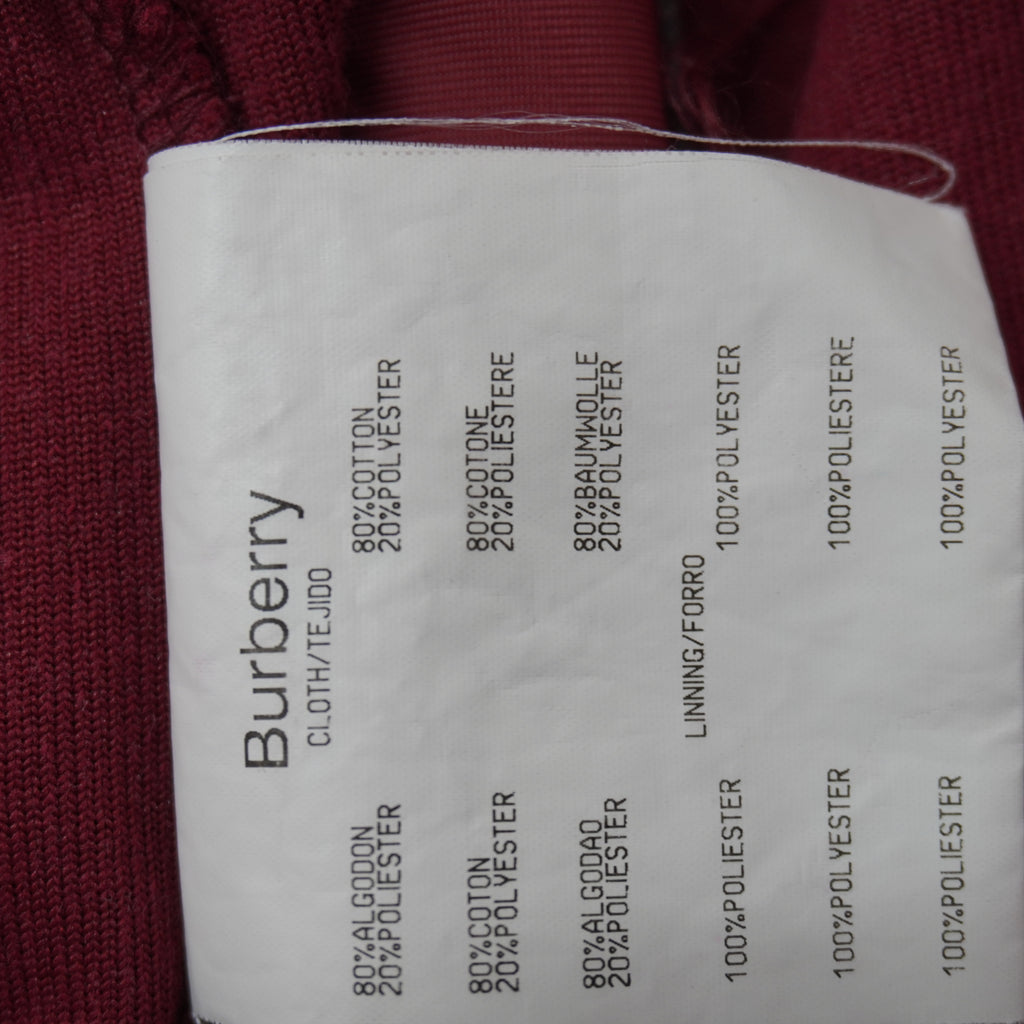 Burberry
CLOTH/TEJIDO
80%ALGODON
20%POLIESTER
80%COTTON
20%POLYESTER
80%COTON
20%POLYESTER
80%COTONE
20%POLIESTERE
80%ALGODAO
20%POLIESTER
80%BAUMWOLLE
20%POLYESTER
LINNING/FORRO
100%POLIESTER
100%POLYESTER
100%POLYESTER
100%POLIESTERE
100%POLIESTER
100%POLYESTER